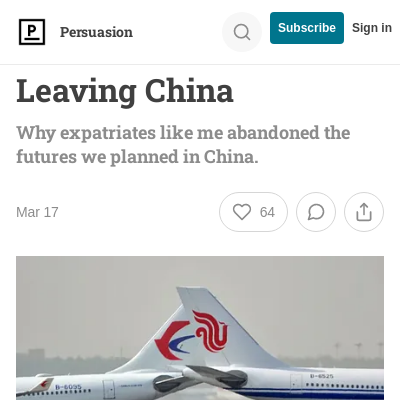 Persuasion
Subscribe
Sign in
Leaving China
Why expatriates like me abandoned the
futures we planned in China.
Mar 17
64
B-6095
B-6525